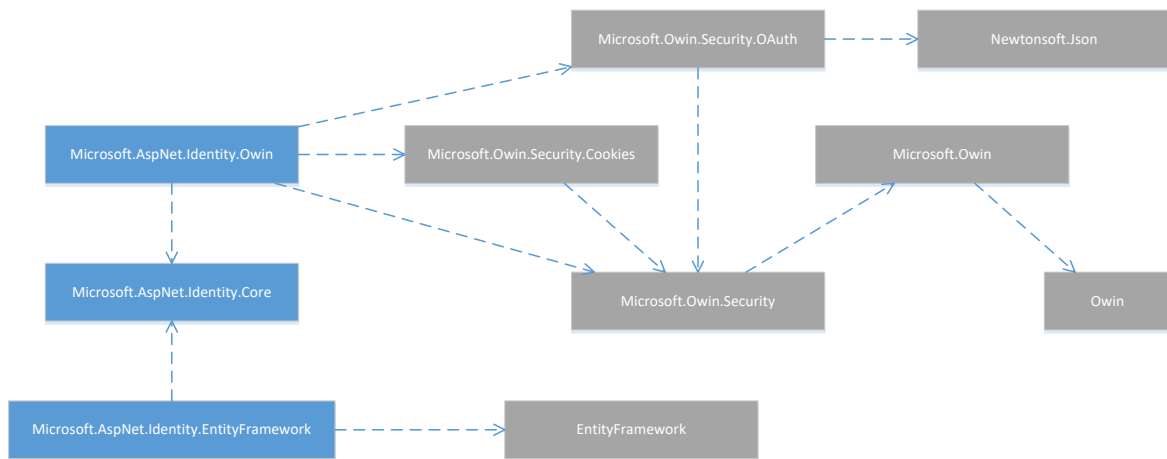 Microsoft.Owin.Security.OAuth
Newtonsoft.Json
Microsoft.AspNet.Identity.Owin
Microsoft.Owin.Security.Cookies
Microsoft.Owin
Microsoft.AspNet.Identity.Core
Microsoft.Owin.Security
Owin
Microsoft.AspNet.Identity.EntityFramework
EntityFramework